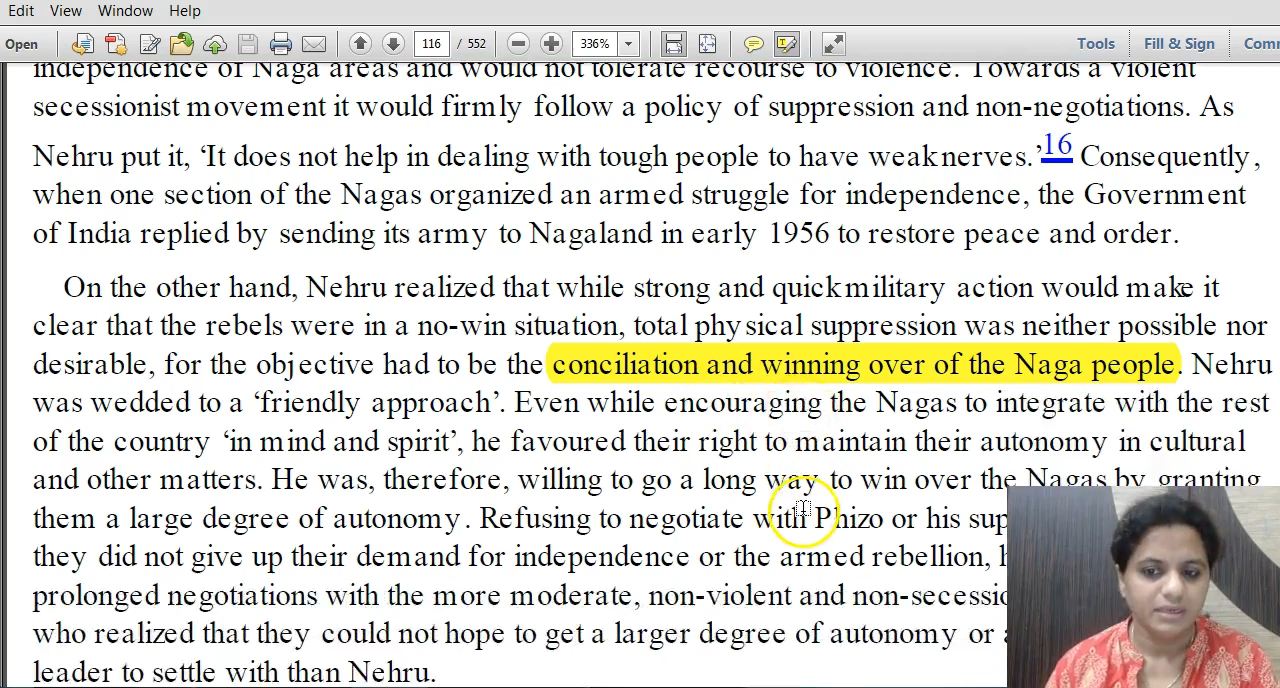 Edit View Window Help
Open 116 / 552 336% Tools Fill & Sign Comm
independence of Naga areas and would not tolerate recourse to violence. Towards a violent
secessionist movement it would firmly follow a policy of suppression and non-negotiations. As
Nehru put it, ‘It does not help in dealing with tough people to have weak nerves.’16 Consequently,
when one section of the Nagas organized an armed struggle for independence, the Government
of India replied by sending its army to Nagaland in early 1956 to restore peace and order.
On the other hand, Nehru realized that while strong and quick military action would make it
clear that the rebels were in a no-win situation, total physical suppression was neither possible nor
desirable, for the objective had to be the conciliation and winning over of the Naga people. Nehru
was wedded to a ‘friendly approach’. Even while encouraging the Nagas to integrate with the rest
of the country ‘in mind and spirit’, he favoured their right to maintain their autonomy in cultural
and other matters. He was, therefore, willing to go a long way to win over the Nagas by granting
them a large degree of autonomy. Refusing to negotiate with Phizo or his sup
they did not give up their demand for independence or the armed rebellion, h
prolonged negotiations with the more moderate, non-violent and non-secessio
who realized that they could not hope to get a larger degree of autonomy or a
leader to settle with than Nehru.